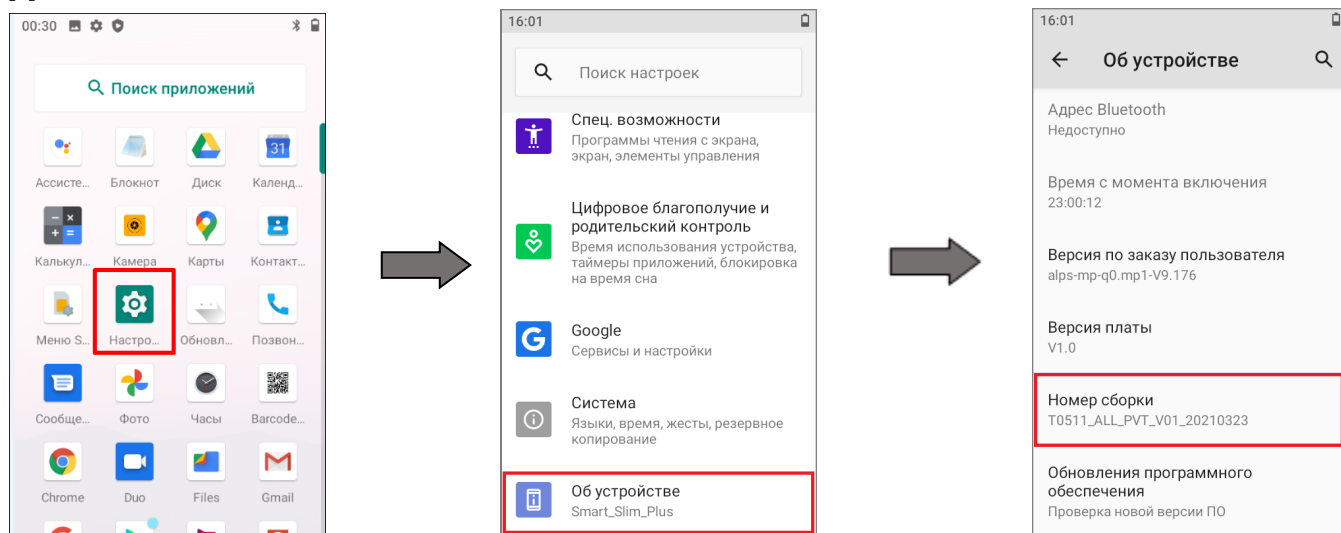 00:30
Поиск приложений
31
Ассисте... Блокнот Диск Календ...
Калькул... Камера Карты Контакт...
Меню S... Настро... Обновл... Позвон...
Сообще... Фото Часы Barcode...
Chrome Duo Files Gmail
16:01
Поиск настроек
Спец. возможности
Программы чтения с экрана,
экран, элементы управления
Цифровое благополучие и
родительский контроль
Время использования устройства,
таймеры приложений, блокировка
на время сна
Google
Сервисы и настройки
Система
Языки, время, жесты, резервное
копирование
Об устройстве
Smart_Slim_Plus
16:01
Об устройстве
Адрес Bluetooth
Недоступно
Время с момента включения
23:00:12
Версия по заказу пользователя
alps-mp-q0.mp1-V9.176
Версия платы
V1.0
Номер сборки
T0511_ALL_PVT_V01_20210323
Обновления программного
обеспечения
Проверка новой версии ПО